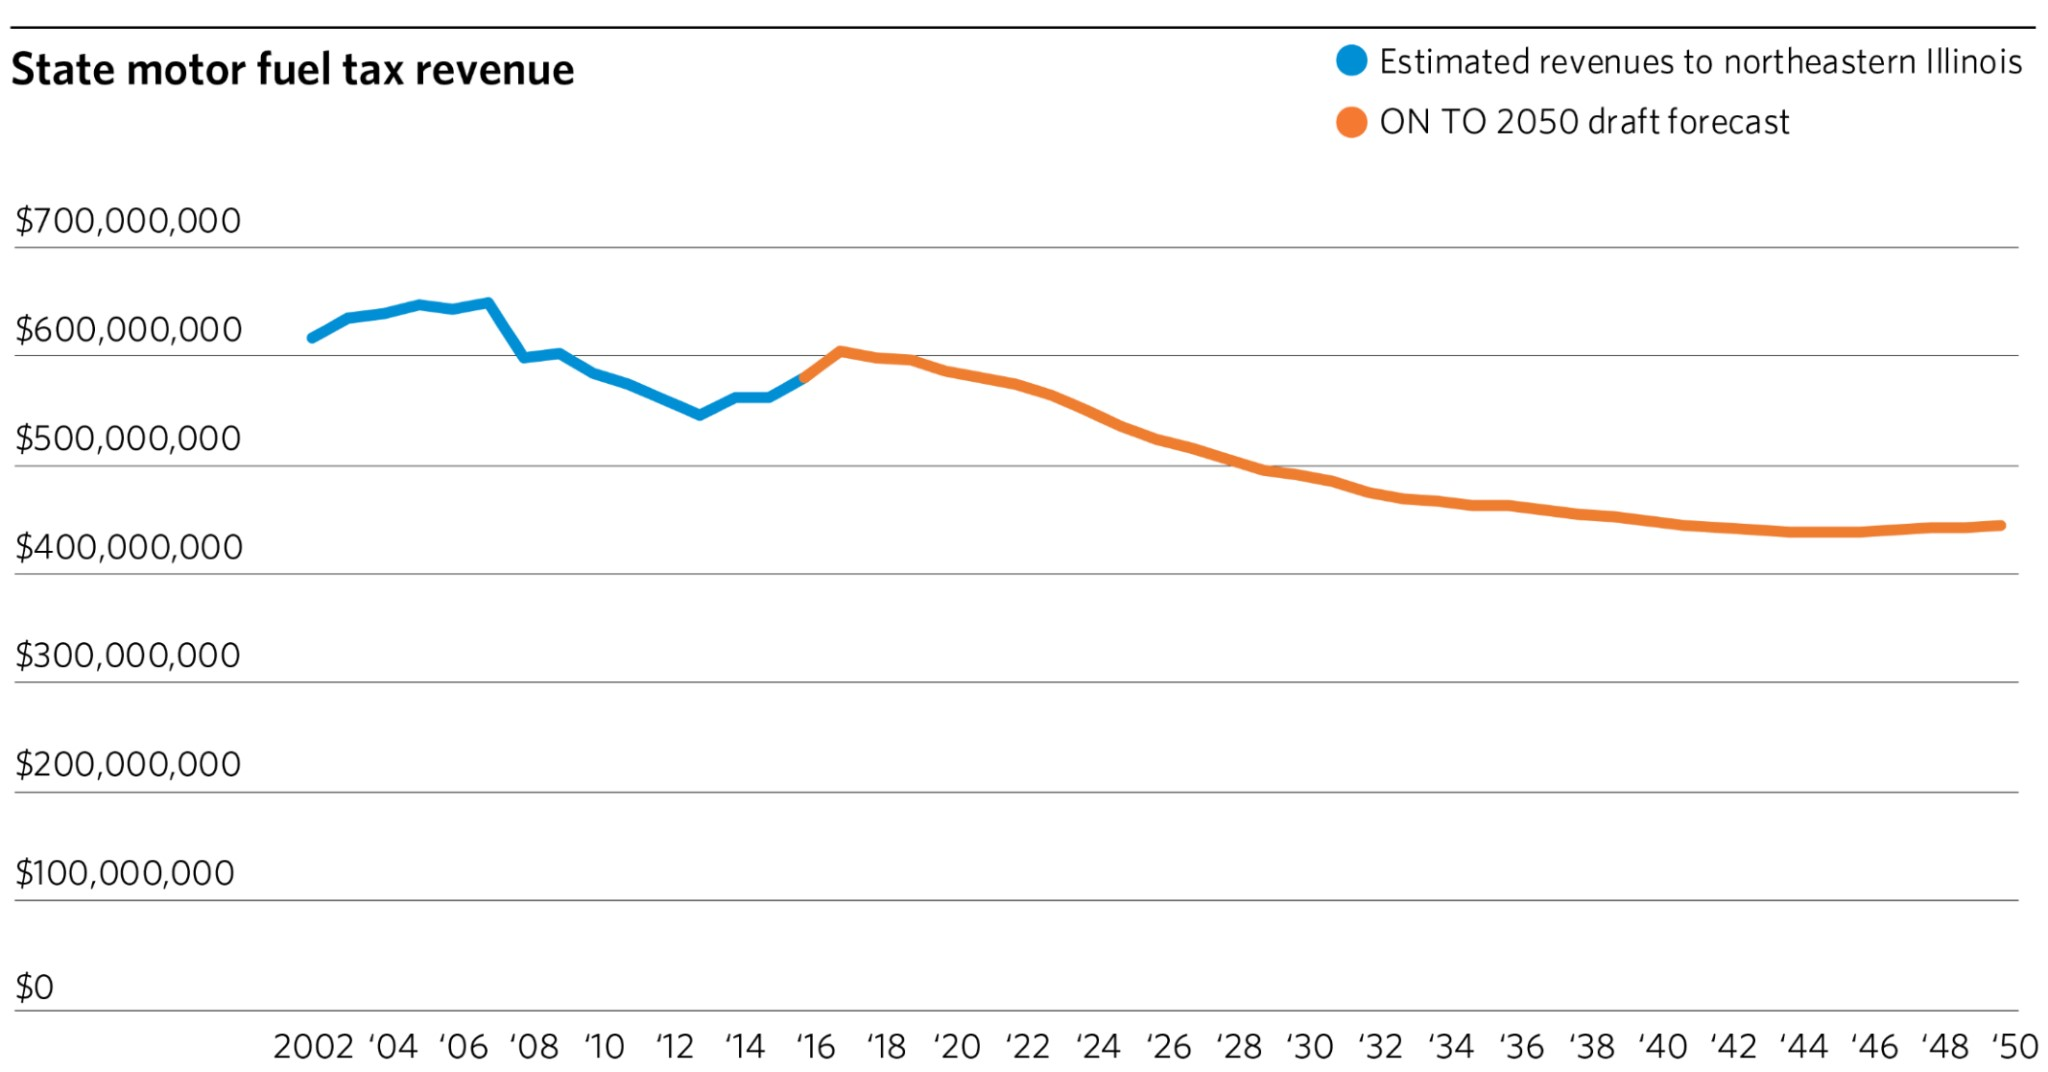 State motor fuel tax revenue
Estimated revenues to northeastern Illinois
ON TO 2050 draft forecast
$700,000,000
$600,000,000
$500,000,000
$400,000,000
$300,000,000
$200,000,000
$100,000,000
$0
2002 ‘04 ‘06 ‘08 ‘10 ‘12 ‘14 ‘16 ‘18 ‘20 ‘22 ‘24 ‘26 ‘28 ‘30 ‘32 ‘34 ‘36 ‘38 ‘40 ‘42 ‘44 ‘46 ‘48 ‘50